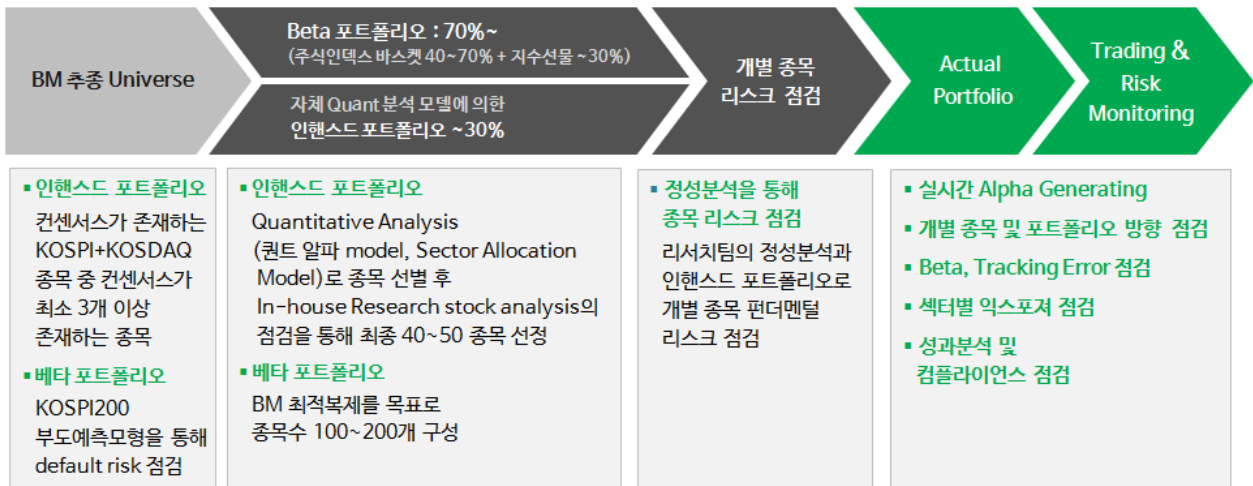 BM 추종 Universe
Beta 포트폴리오 : 70%~
(주식인덱스 바스켓 40~70% + 지수선물 ~30%)
자체 Quant 분석 모델에 의한
인핸스드 포트폴리오 ~30%
개별 종목
리스크 점검
Actual
Portfolio
Trading &
Risk
Monitoring
▪ 인핸스드 포트폴리오
컨센서스가 존재하는
KOSPI+KOSDAQ
종목 중 컨센서스가
최소 3개 이상
존재하는 종목
▪ 베타 포트폴리오
KOSPI200
부도예측모형을 통해
default risk 점검
▪ 인핸스드 포트폴리오
Quantitative Analysis
(퀀트 알파 model, Sector Allocation
Model)로 종목 선별 후
In-house Research stock analysis의
점검을 통해 최종 40~50 종목 선정
▪ 베타 포트폴리오
BM 최적복제를 목표로
종목수 100~200개 구성
▪ 정성분석을 통해
종목 리스크 점검
리서치팀의 정성분석과
인핸스드 포트폴리오로
개별 종목 펀더멘털
리스크 점검
▪ 실시간 Alpha Generating
▪ 개별 종목 및 포트폴리오 방향 점검
▪ Beta, Tracking Error 점검
▪ 섹터별 익스포져 점검
▪ 성과분석 및
컴플라이언스 점검